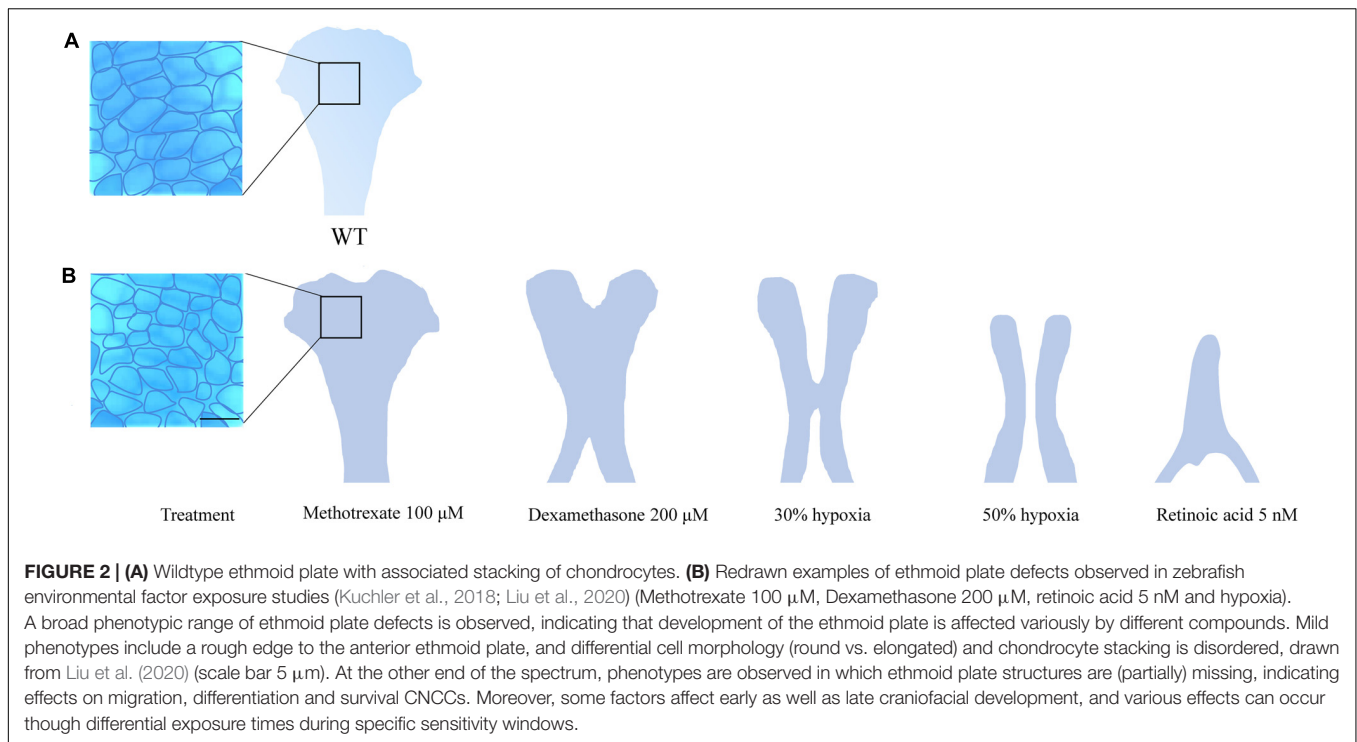 A
WT
B
Treatment
Methotrexate 100 μM
Dexamethasone 200 μM
30% hypoxia
50% hypoxia
Retinoic acid 5 nM
FIGURE 2 | (A) Wildtype ethmoid plate with associated stacking of chondrocytes. (B) Redrawn examples of ethmoid plate defects observed in zebrafish
environmental factor exposure studies (Kuchler et al., 2018; Liu et al., 2020) (Methotrexate 100 μM, Dexamethasone 200 μM, retinoic acid 5 nM and hypoxia).
A broad phenotypic range of ethmoid plate defects is observed, indicating that development of the ethmoid plate is affected variously by different compounds. Mild
phenotypes include a rough edge to the anterior ethmoid plate, and differential cell morphology (round vs. elongated) and chondrocyte stacking is disordered, drawn
from Liu et al. (2020) (scale bar 5 μm). At the other end of the spectrum, phenotypes are observed in which ethmoid plate structures are (partially) missing, indicating
effects on migration, differentiation and survival CNCCs. Moreover, some factors affect early as well as late craniofacial development, and various effects can occur
though differential exposure times during specific sensitivity windows.